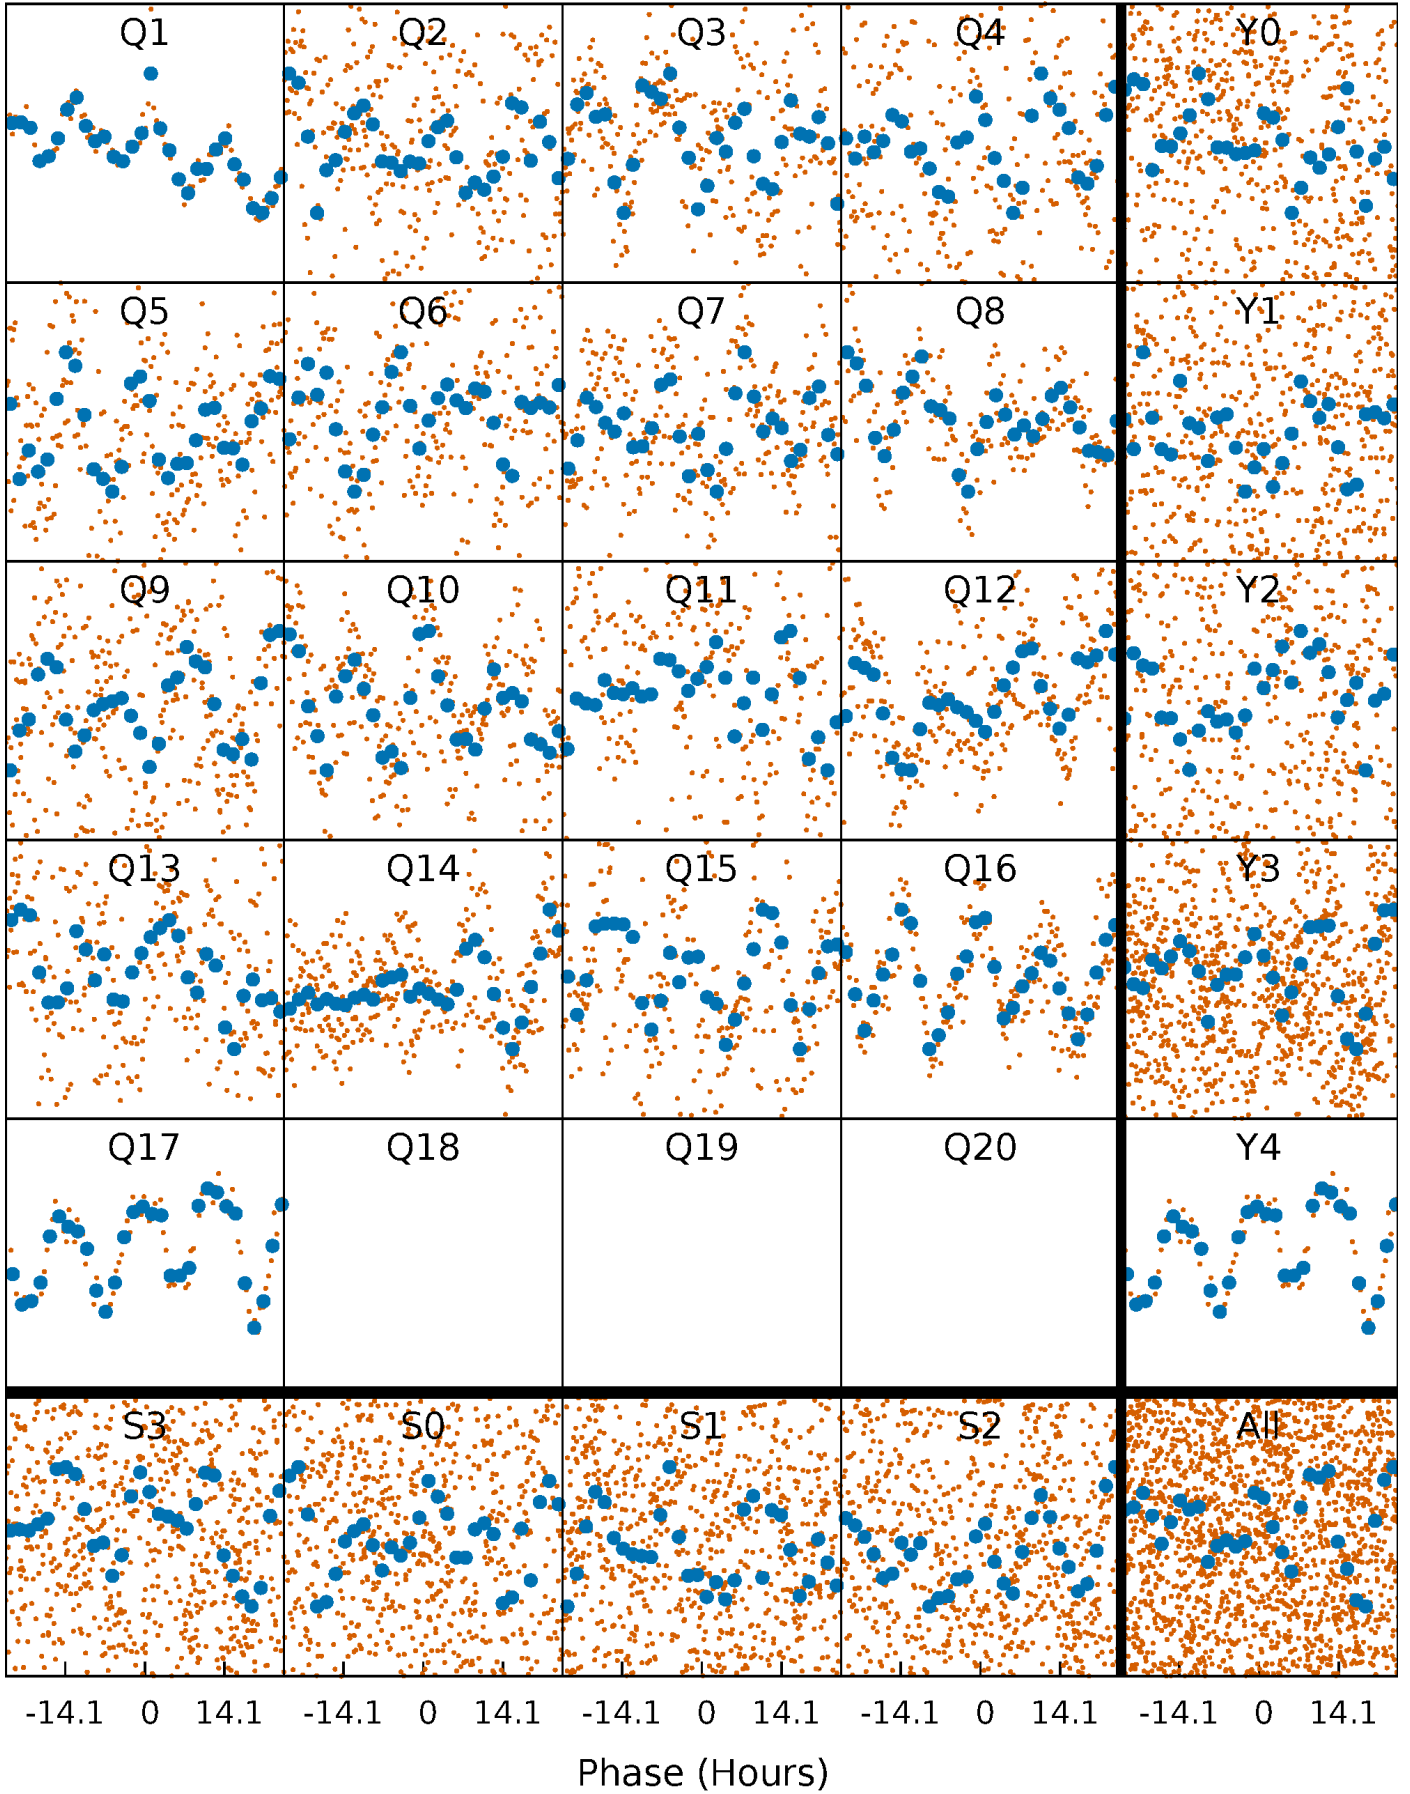 Q1 Q2 Q3 Q4 Y0
Q5 Q6 Q7 Q8 Y1
Q9 Q10 Q11 Q12 Y2
Q13 Q14 Q15 Q16 Y3
Q17 Q18 Q19 Q20 Y4
S3 S0 S1 S2 All
-14.1 0 14.1 -14.1 0 14.1 -14.1 0 14.1 -14.1 0 14.1 -14.1 0 14.1
Phase (Hours)